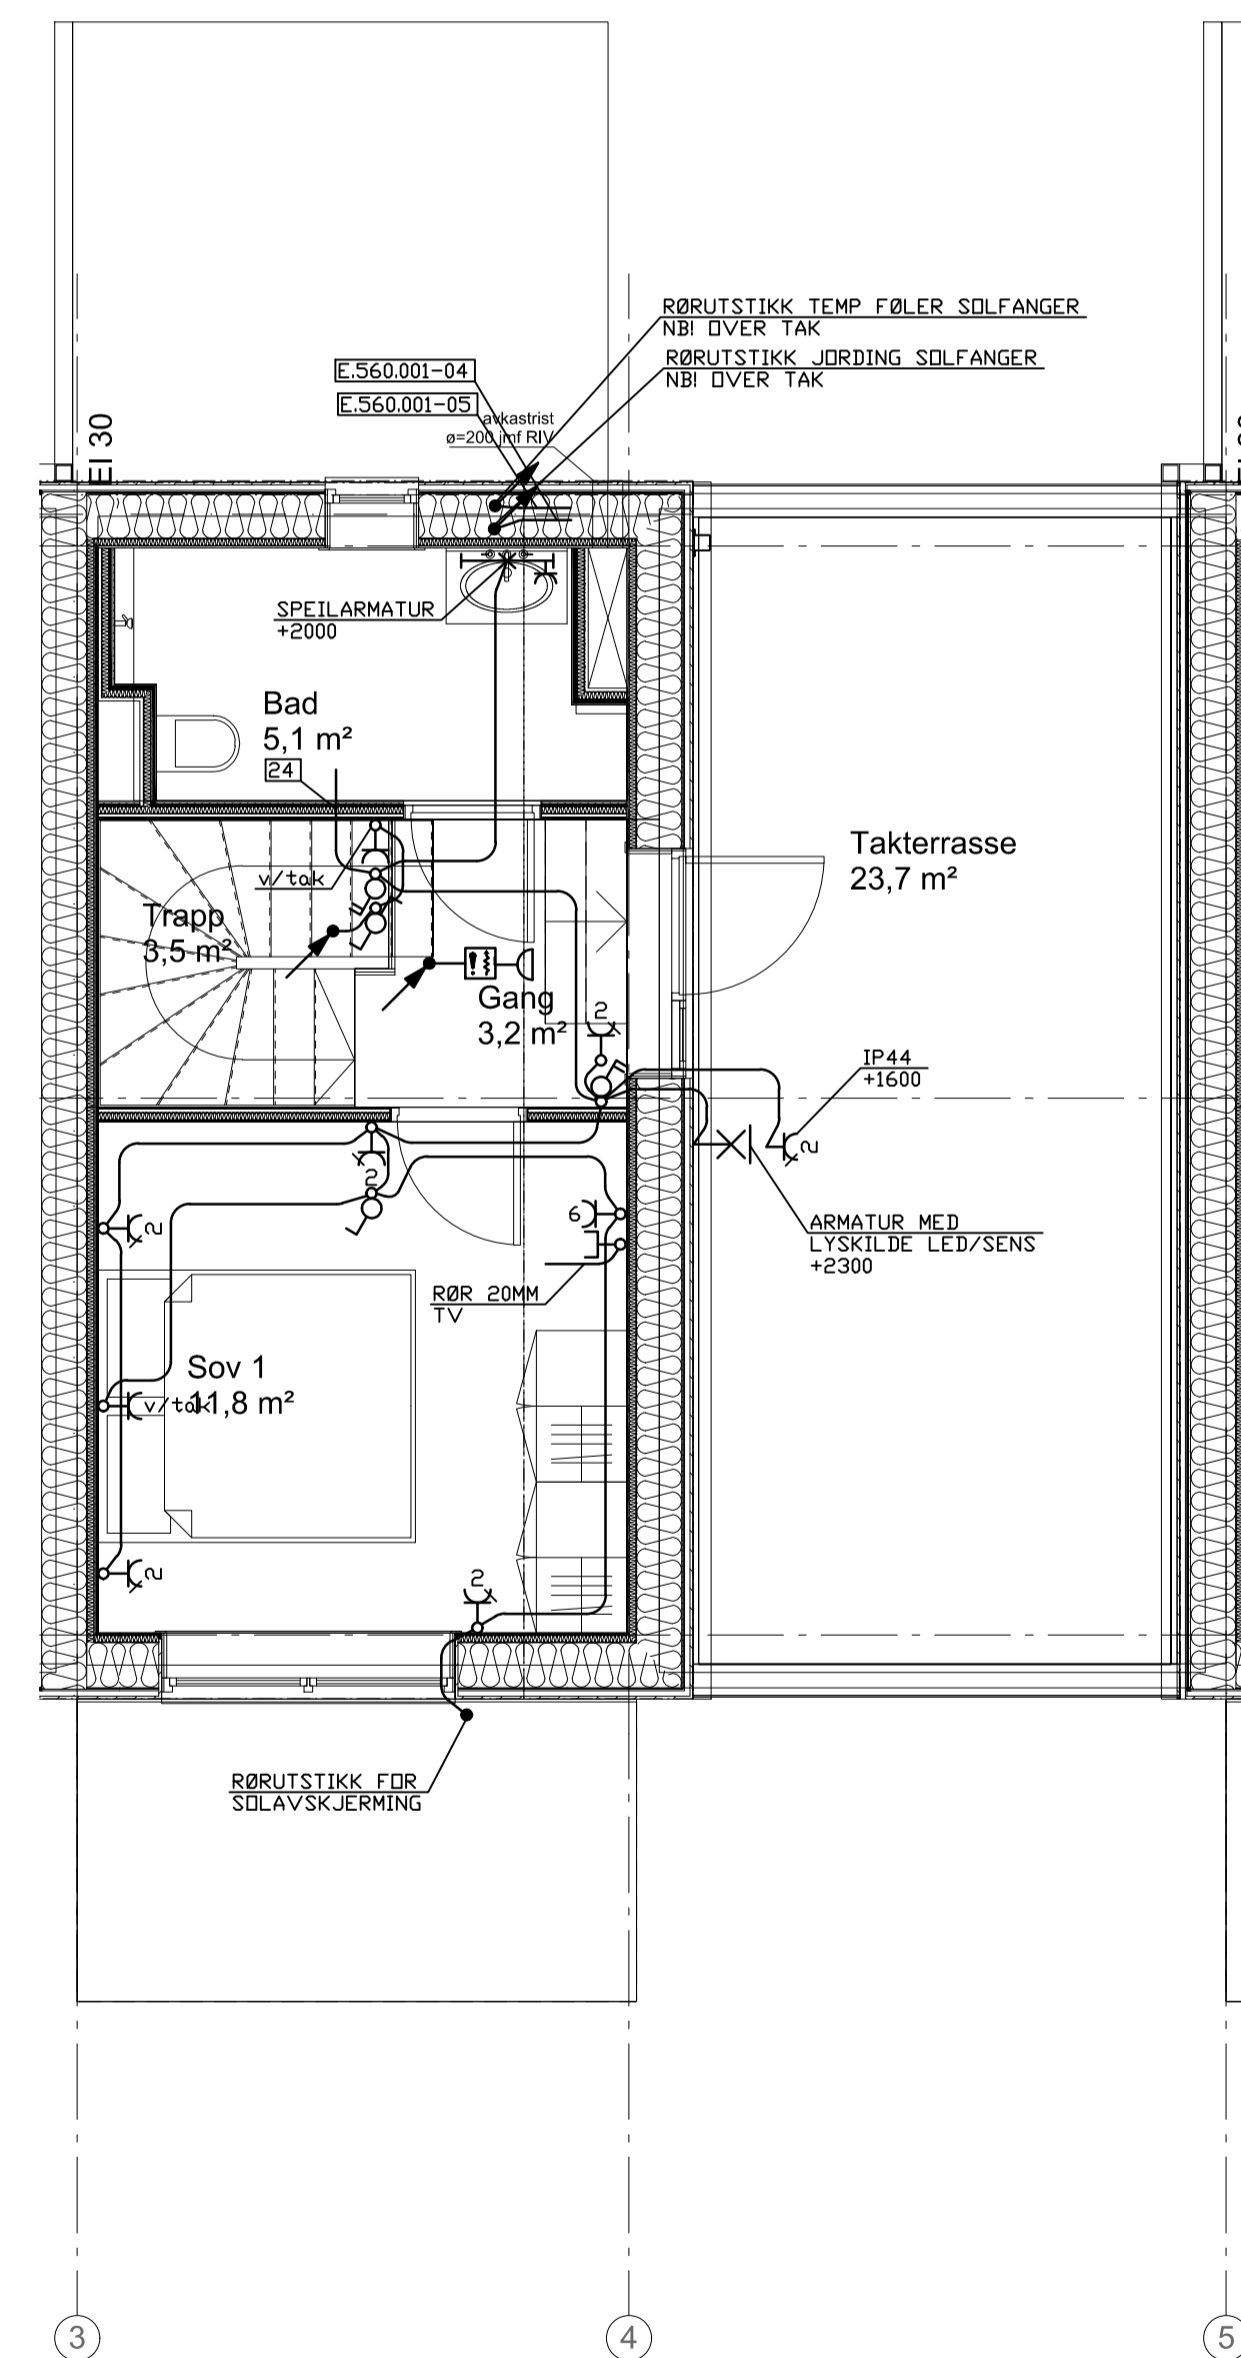 RØRUTSTIKK TEMP FØLER SOLFANGER
NB! OVER TAK
RØRUTSTIKK JORDING SOLFANGER
NB! OVER TAK
E.560.001-04
E.560.001-05
avkastrist
ø=200 jmf RIV
EI 30
SPEILARMATUR
+2000
Bad
5,1 m²
24
v/tak
Trapp
3,5 m²
Gang
3,2 m²
2
Takterrasse
23,7 m²
IP44
+1600
2
ARMATUR MED
LYSKILDE LED/SENS
+2300
2
2
6
RØR 20MM
TV
Sov 1
11,8 m²
v/tak
2
2
RØRUTSTIKK FOR
SOLAVSKJERMING
3
4
5